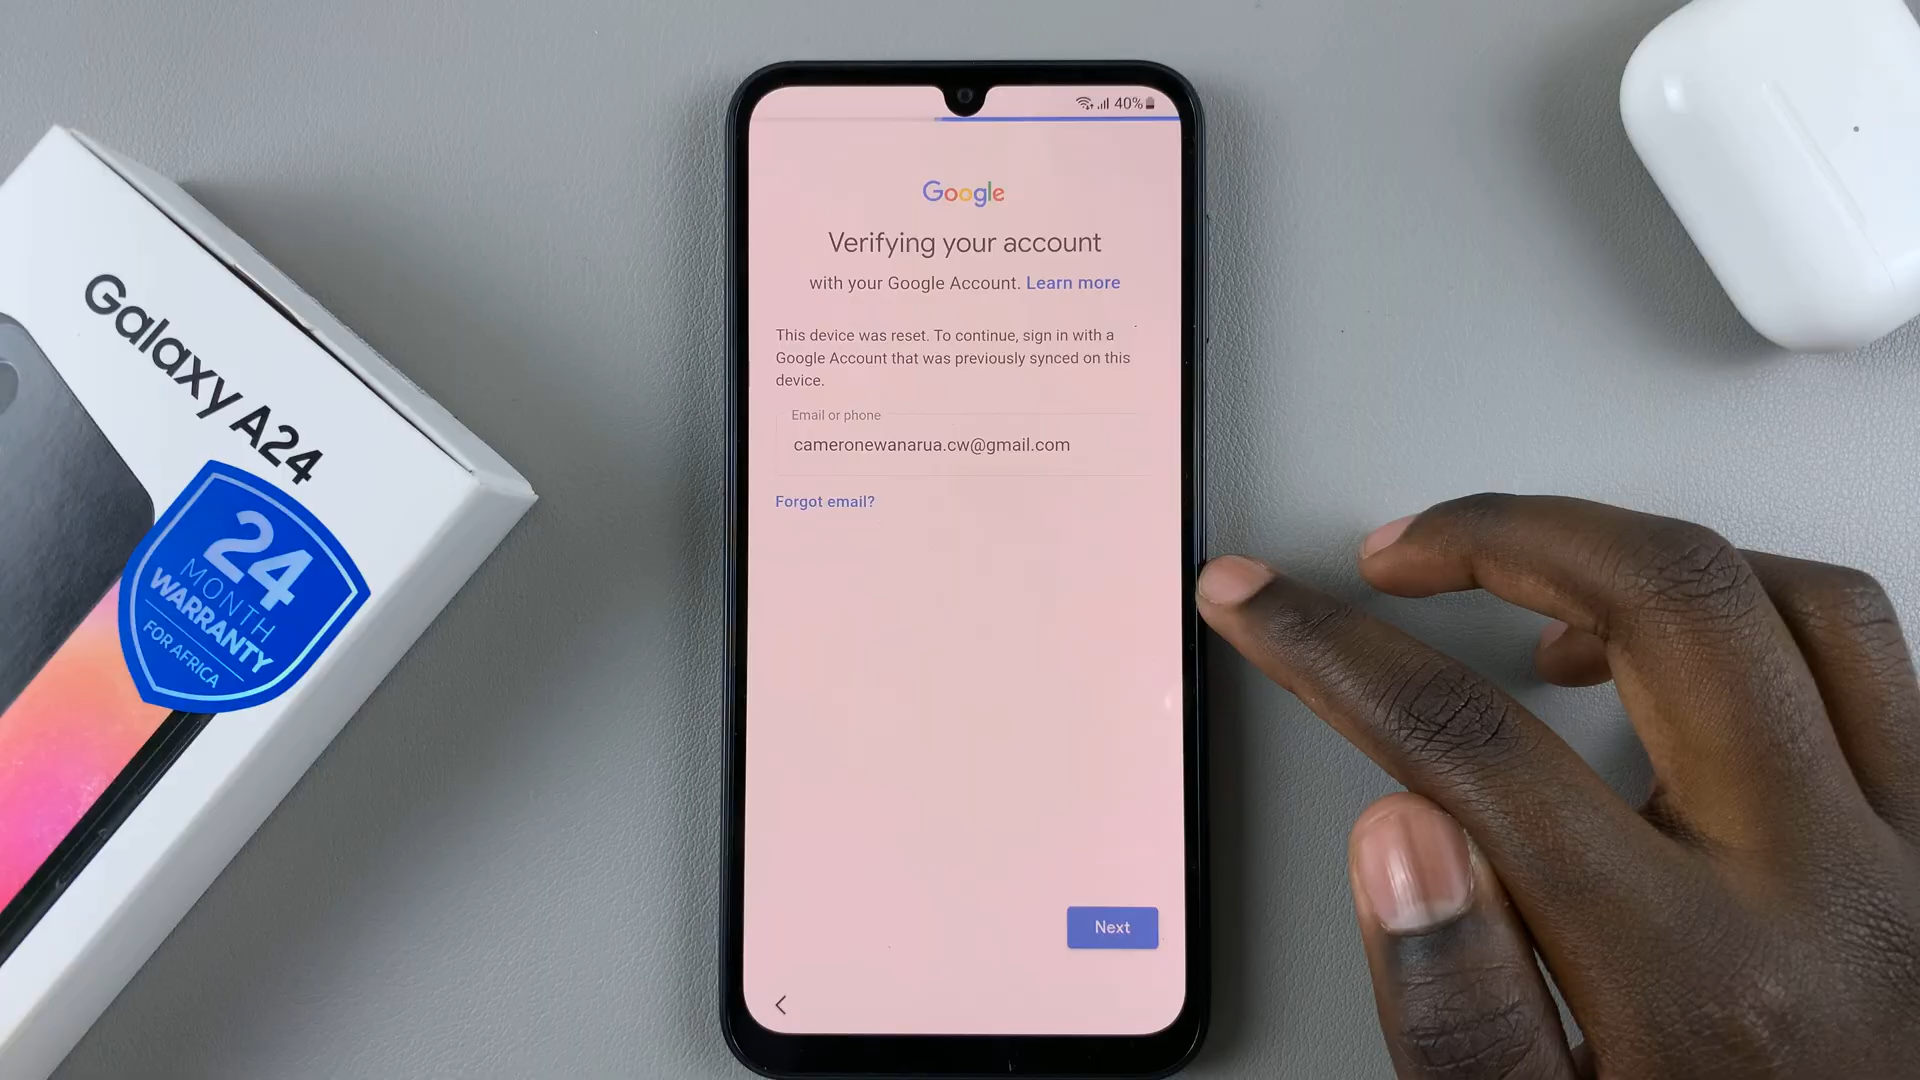 Galaxy A24
24
MONTH
WARRANTY
FOR AFRICA
40%
Google
Verifying your account
with your Google Account. Learn more
This device was reset. To continue, sign in with a
Google Account that was previously synced on this
device.
Email or phone
cameronewanarua.cw@gmail.com
Forgot email?
Next